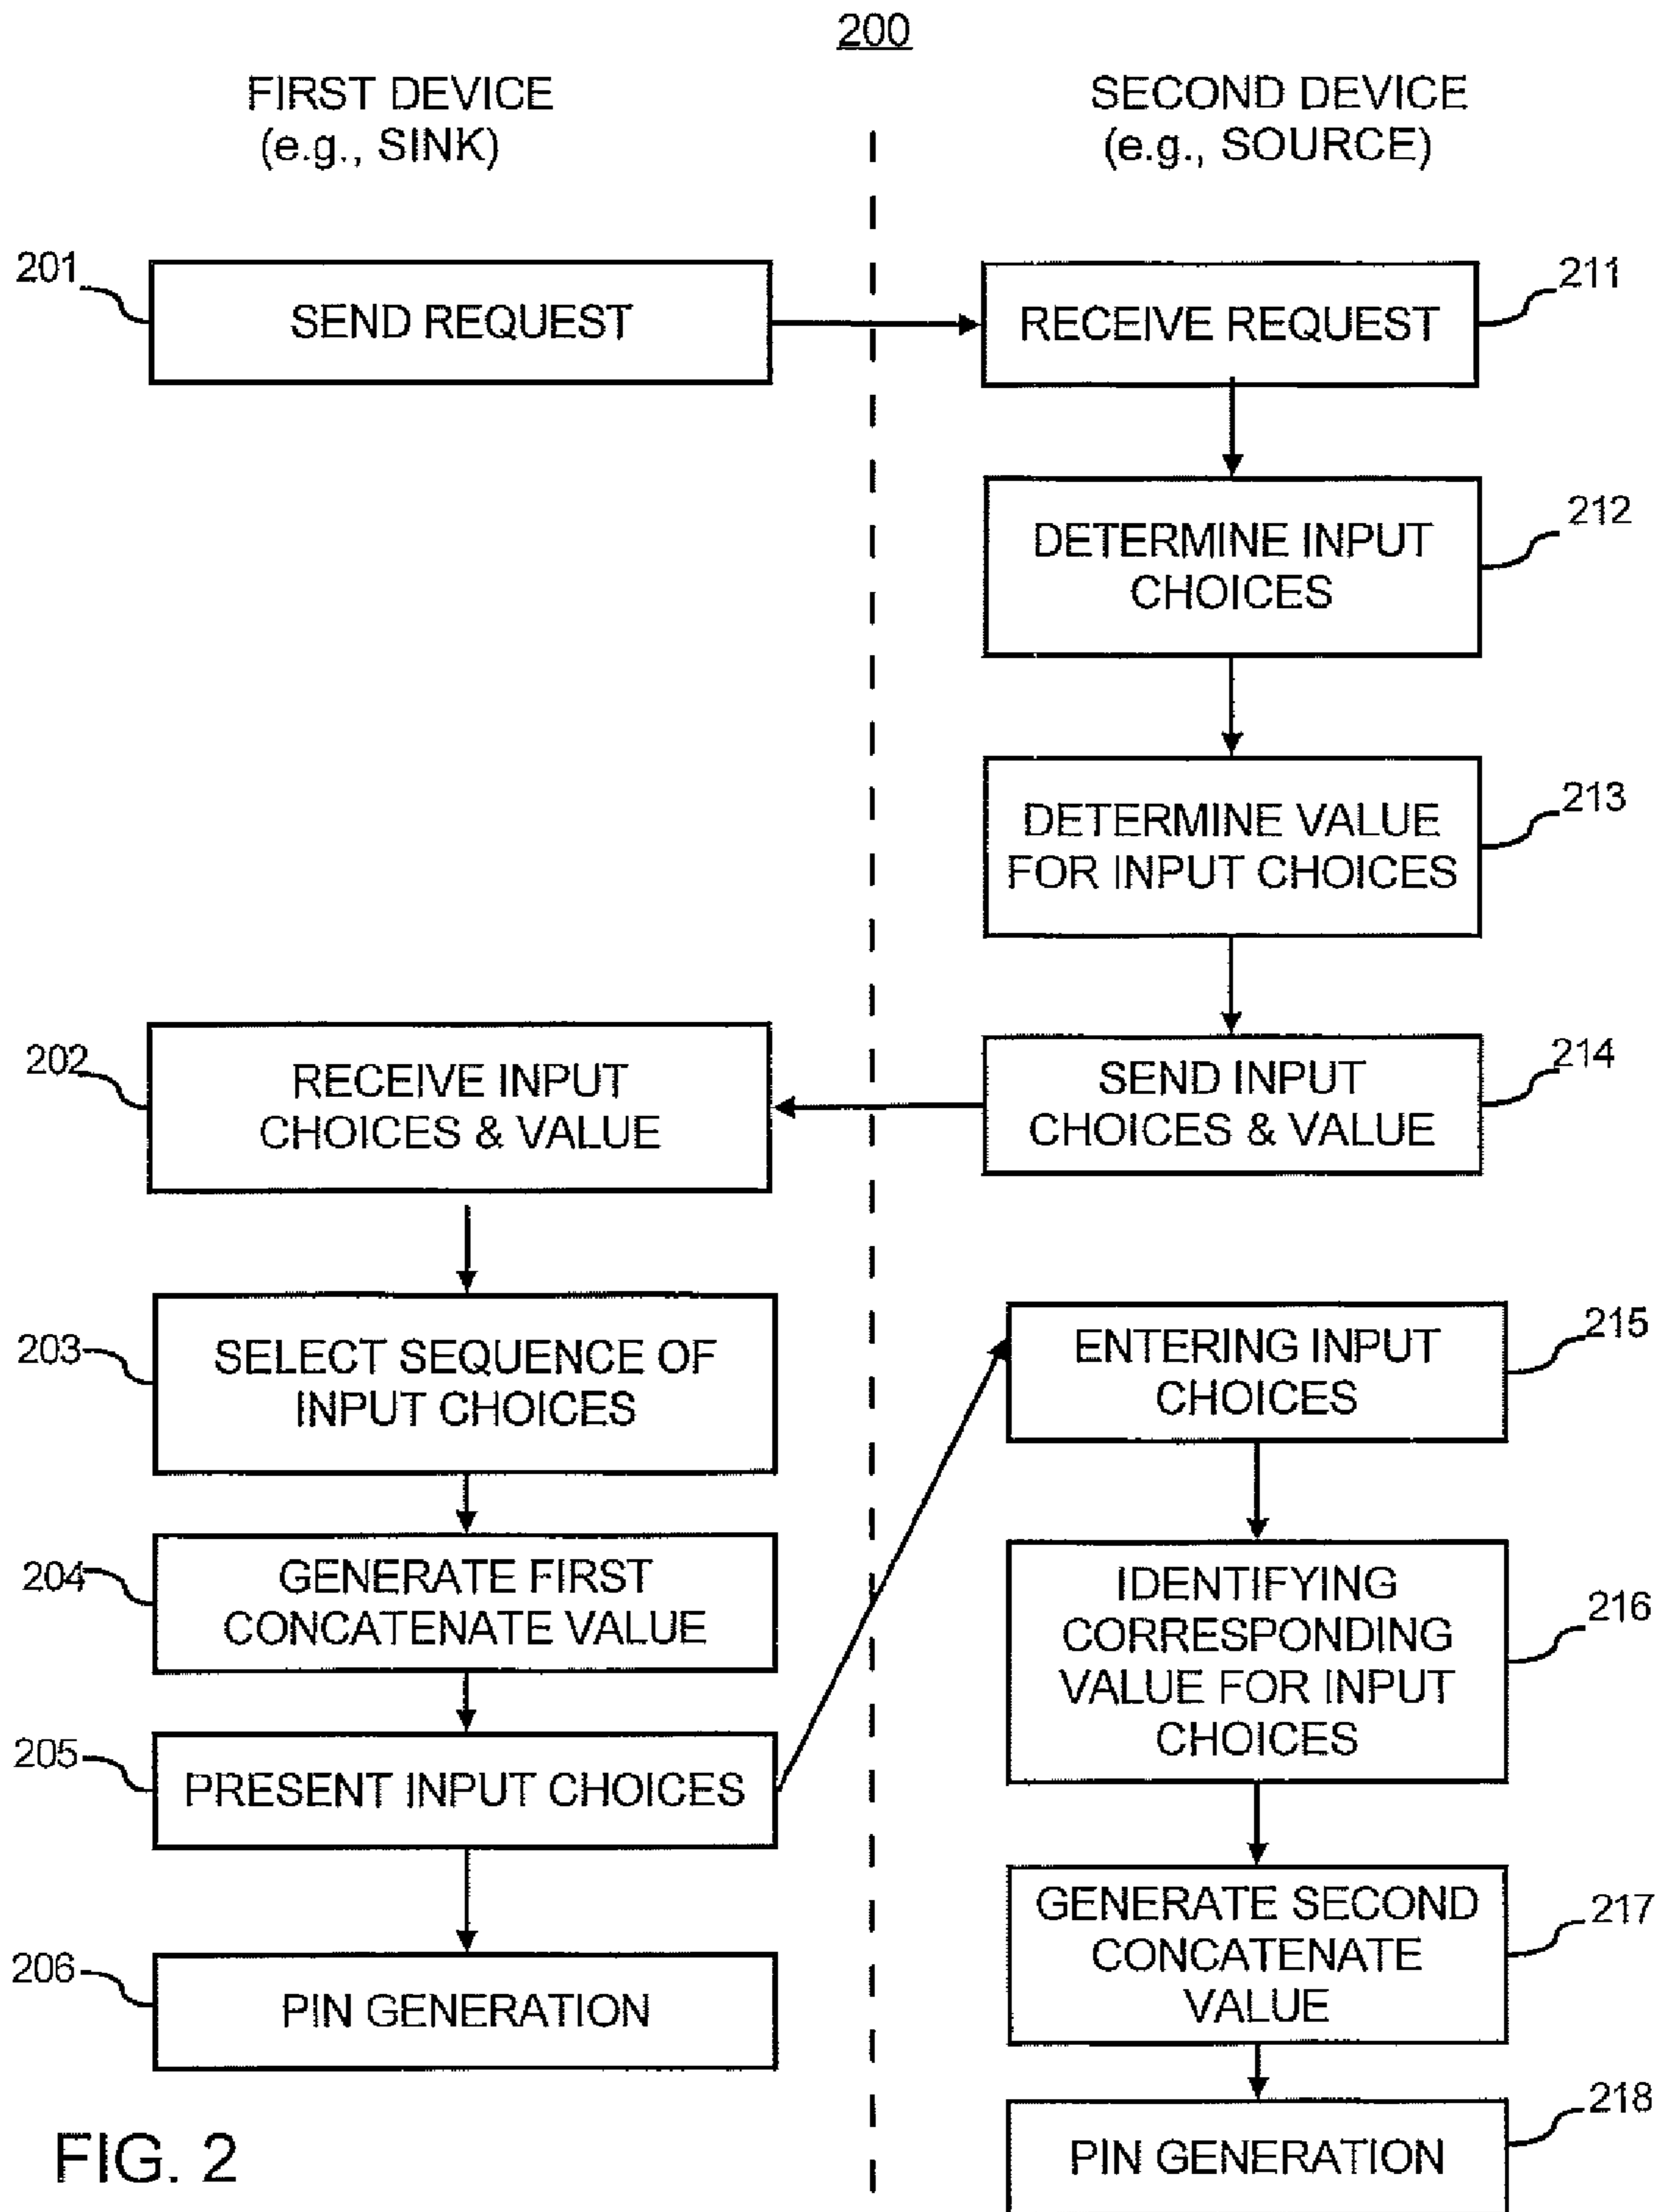 200
FIRST DEVICE
(e.g., SINK)
SECOND DEVICE
(e.g., SOURCE)
201
SEND REQUEST
RECEIVE REQUEST
211
DETERMINE INPUT
CHOICES
212
DETERMINE VALUE
FOR INPUT CHOICES
213
202
RECEIVE INPUT
CHOICES & VALUE
SEND INPUT
CHOICES & VALUE
214
203
SELECT SEQUENCE OF
INPUT CHOICES
ENTERING INPUT
CHOICES
215
204
GENERATE FIRST
CONCATENATE VALUE
IDENTIFYING
CORRESPONDING
VALUE FOR INPUT
CHOICES
216
205
PRESENT INPUT CHOICES
GENERATE SECOND
CONCATENATE
VALUE
217
206
PIN GENERATION
PIN GENERATION
218
FIG. 2